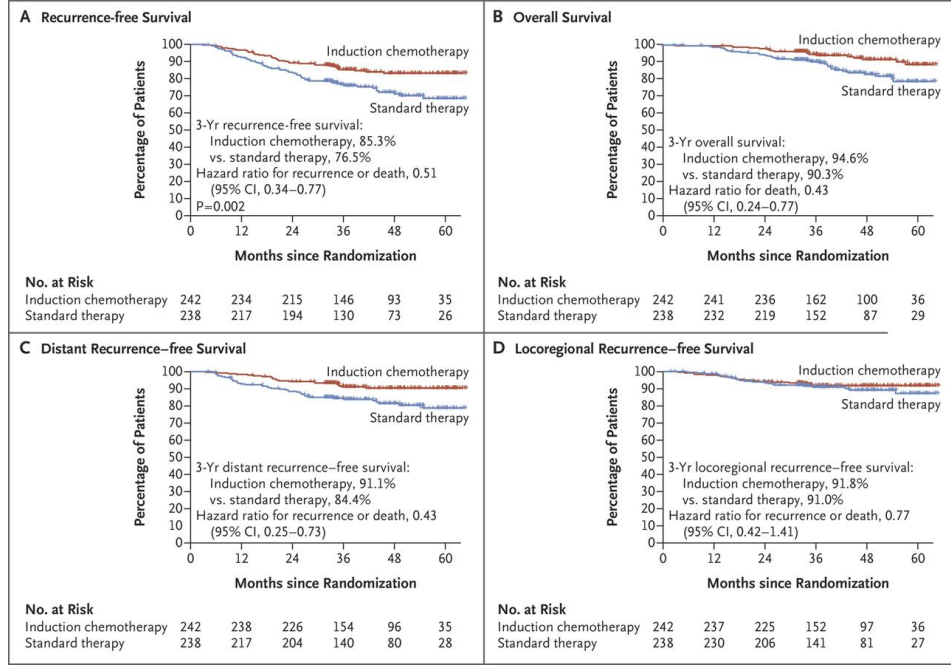 A Recurrence-free Survival
Percentage of Patients
100
90
80
70
60
50
40
30
20
10
0
Induction chemotherapy
Standard therapy
3-Yr recurrence-free survival:
Induction chemotherapy, 85.3%
vs. standard therapy, 76.5%
Hazard ratio for recurrence or death, 0.51
(95% CI, 0.34–0.77)
P=0.002
0 12 24 36 48 60
Months since Randomization
No. at Risk
Induction chemotherapy 242 234 215 146 93 35
Standard therapy 238 217 194 130 73 26
B Overall Survival
Percentage of Patients
100
90
80
70
60
50
40
30
20
10
0
Induction chemotherapy
Standard therapy
3-Yr overall survival:
Induction chemotherapy, 94.6%
vs. standard therapy, 90.3%
Hazard ratio for death, 0.43
(95% CI, 0.24–0.77)
0 12 24 36 48 60
Months since Randomization
No. at Risk
Induction chemotherapy 242 241 236 162 100 36
Standard therapy 238 232 219 152 87 29
C Distant Recurrence–free Survival
Percentage of Patients
100
90
80
70
60
50
40
30
20
10
0
Induction chemotherapy
Standard therapy
3-Yr distant recurrence–free survival:
Induction chemotherapy, 91.1%
vs. standard therapy, 84.4%
Hazard ratio for recurrence or death, 0.43
(95% CI, 0.25–0.73)
0 12 24 36 48 60
Months since Randomization
No. at Risk
Induction chemotherapy 242 238 226 154 96 35
Standard therapy 238 217 204 140 80 28
D Locoregional Recurrence–free Survival
Percentage of Patients
100
90
80
70
60
50
40
30
20
10
0
Induction chemotherapy
Standard therapy
3-Yr locoregional recurrence–free survival:
Induction chemotherapy, 91.8%
vs. standard therapy, 91.0%
Hazard ratio for recurrence or death, 0.77
(95% CI, 0.42–1.41)
0 12 24 36 48 60
Months since Randomization
No. at Risk
Induction chemotherapy 242 237 225 152 97 36
Standard therapy 238 230 206 141 81 27